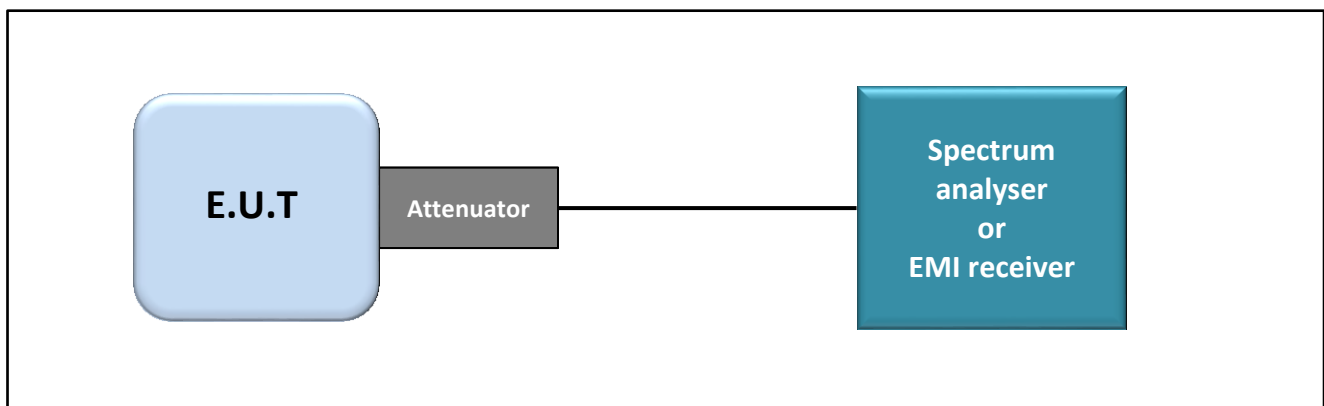 E.U.T
Attenuator
Spectrum
analyser
or
EMI receiver